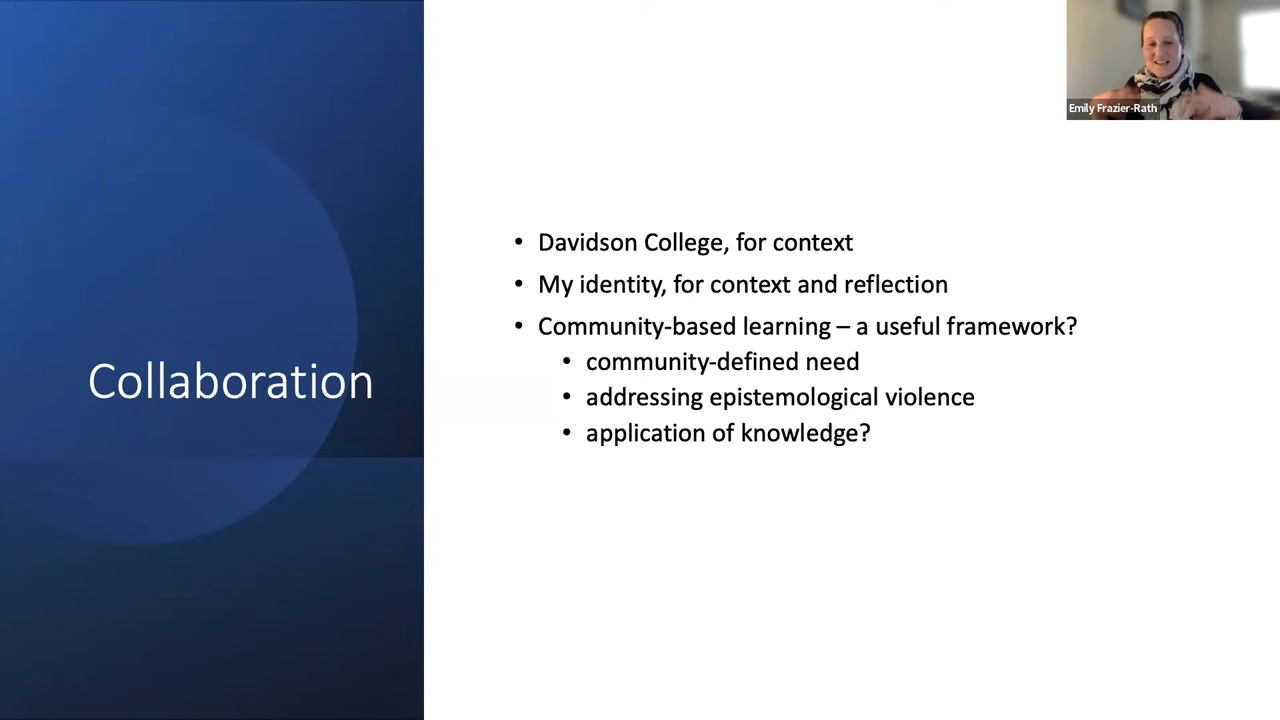 Emily Frazier-Rath
Collaboration
• Davidson College, for context
• My identity, for context and reflection
• Community-based learning – a useful framework?
• community-defined need
• addressing epistemological violence
• application of knowledge?